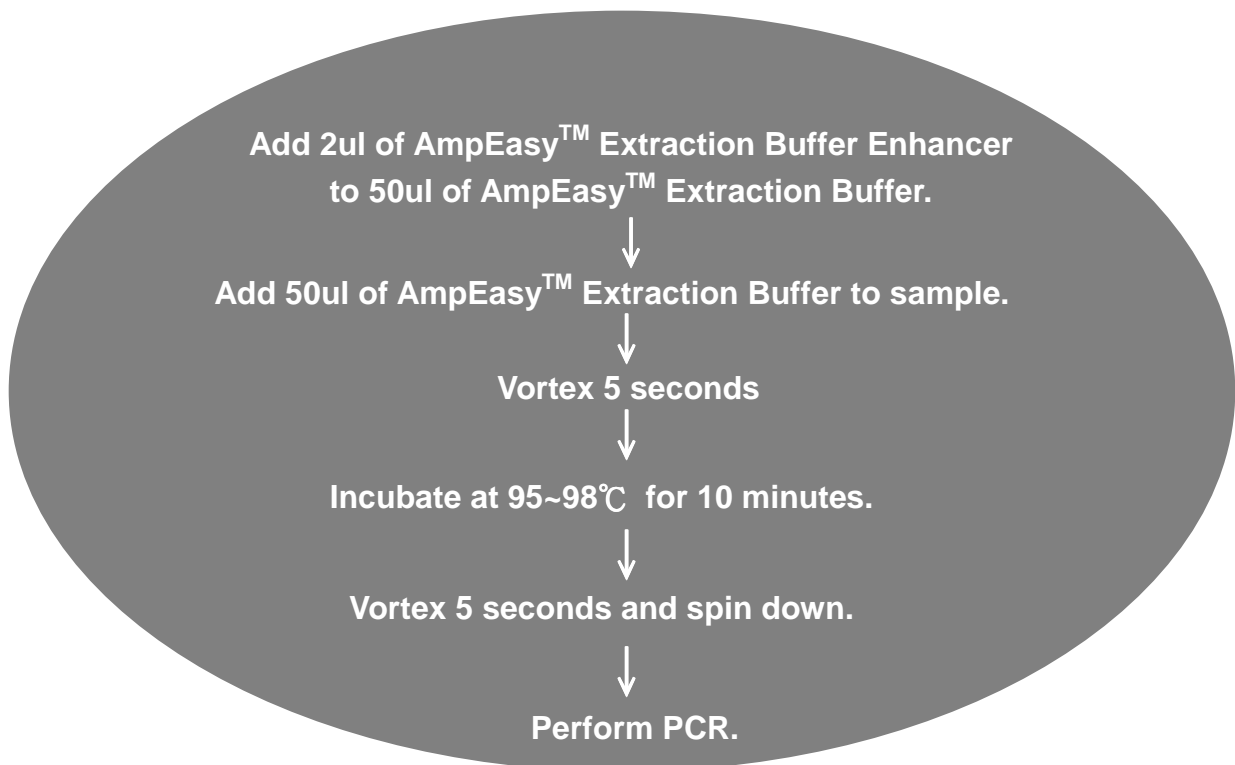 Add 2ul of AmpEasy™ Extraction Buffer Enhancer
to 50ul of AmpEasy™ Extraction Buffer.
Add 50ul of AmpEasy™ Extraction Buffer to sample.
Vortex 5 seconds
Incubate at 95~98℃ for 10 minutes.
Vortex 5 seconds and spin down.
Perform PCR.